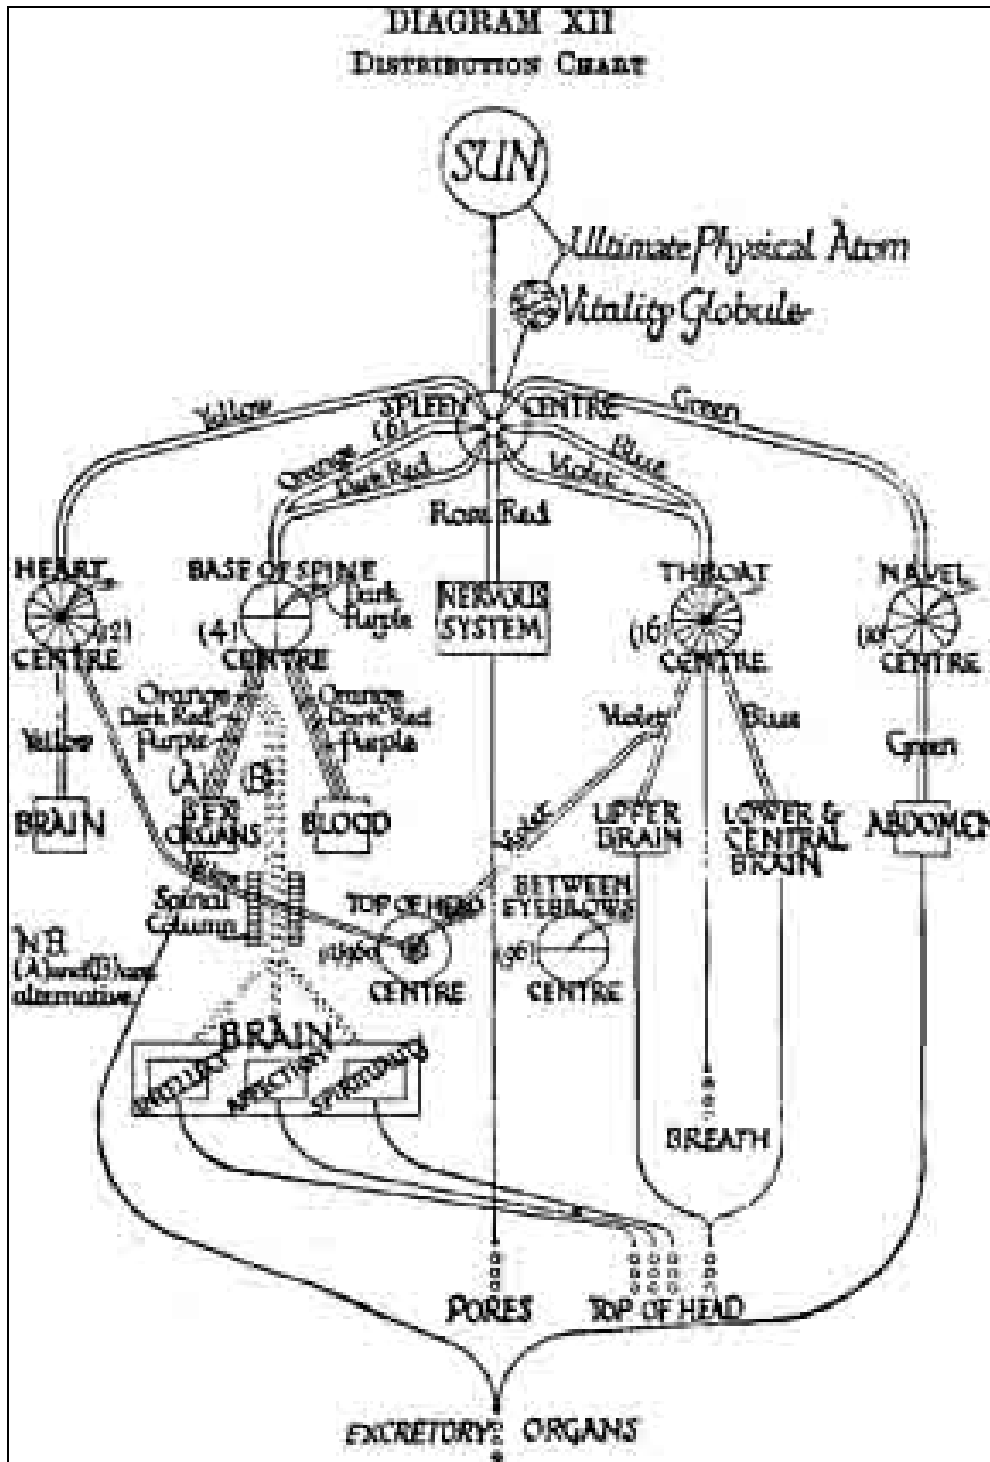 DIAGRAM XII
DISTRIBUTION CHART
SUN
Ultimate Physical Atom
Vitality Globule
Yellow
SPLEEN CENTRE
(6)
Green
Orange
Dark Red
Blue
Violet
Rose Red
HEART
(12)
CENTRE
BASE OF SPINE
Dark
Purple
(4)
CENTRE
NERVOUS
SYSTEM
THROAT
(16)
CENTRE
NAVEL
CENTRE
Orange
Dark Red
Purple
Orange
Dark Red
Purple
Violet
Blue
Yellow
Green
(A)
(B)
BRAIN
SEX
ORGANS
BLOOD
UPPER
BRAIN
LOWER &
CENTRAL
BRAIN
ABDOMEN
Violet
Yellow
Spinal
Column
TOP OF HEAD
CENTRE
BETWEEN
EYEBROWS
(96)
CENTRE
N.B.
(A) and (B) are
alternative.
BRAIN
INTELLECT
AFFECTION
SPIRITUALITY
BREATH
PORES
TOP OF HEAD
EXCRETORY ORGANS